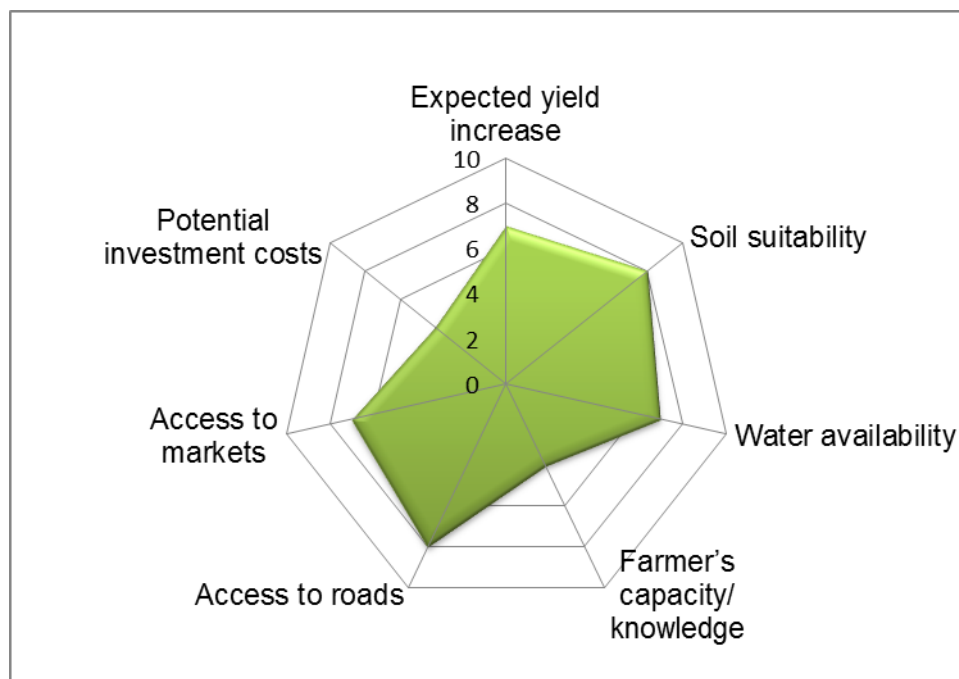 Expected yield
increase
10
8
6
4
2
0
Soil suitability
Water availability
Farmer’s
capacity/
knowledge
Access to roads
Access to
markets
Potential
investment costs